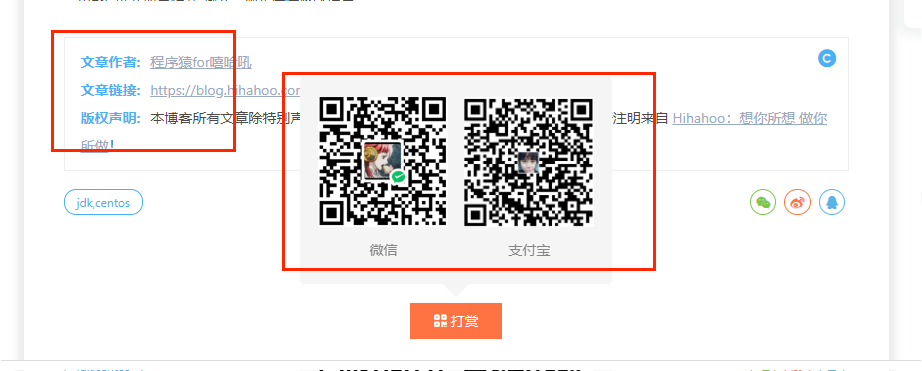 文章作者: 程序猿for嘻哈吼
文章链接: https://blog.hihahoo.com
版权声明: 本博客所有文章除特别声 注明来自 Hihahoo：想你所想 做你
所做!
微信 支付宝
jdk,centos
打赏